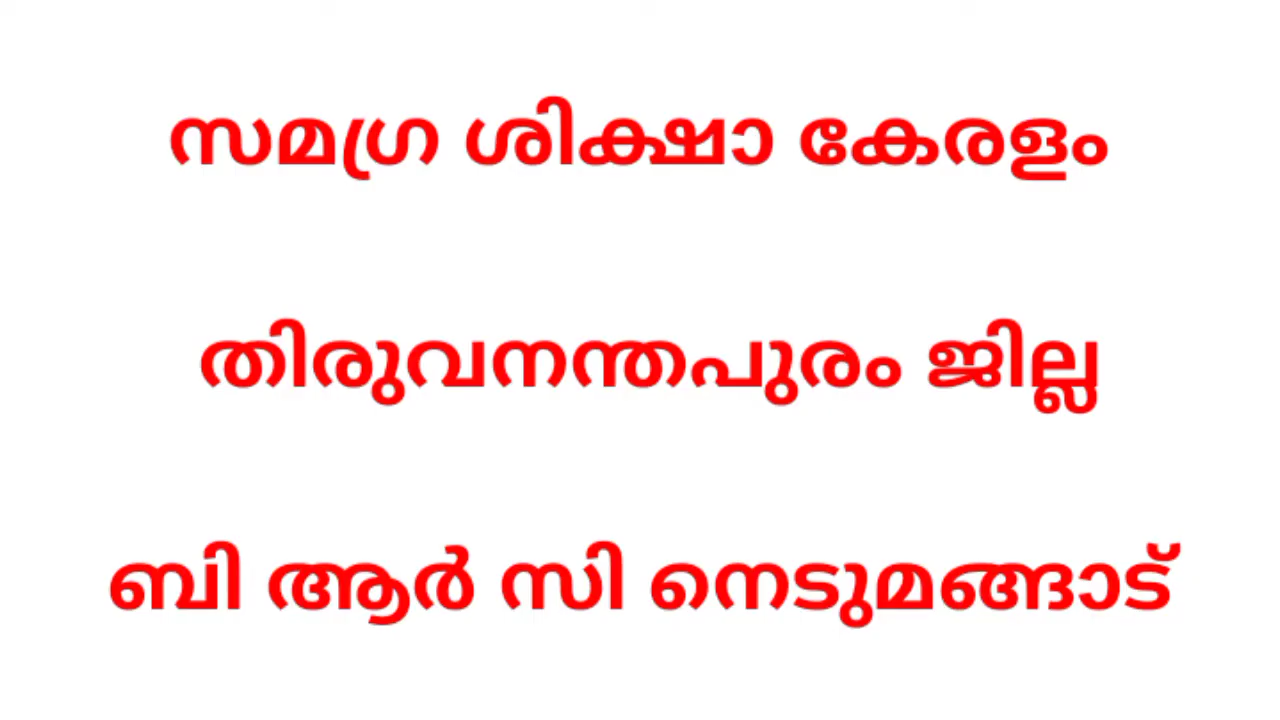 സമഗ്ര ശിക്ഷാ കേരളം
തിരുവനന്തപുരം ജില്ല
ബി ആർ സി നെടുമങ്ങാട്